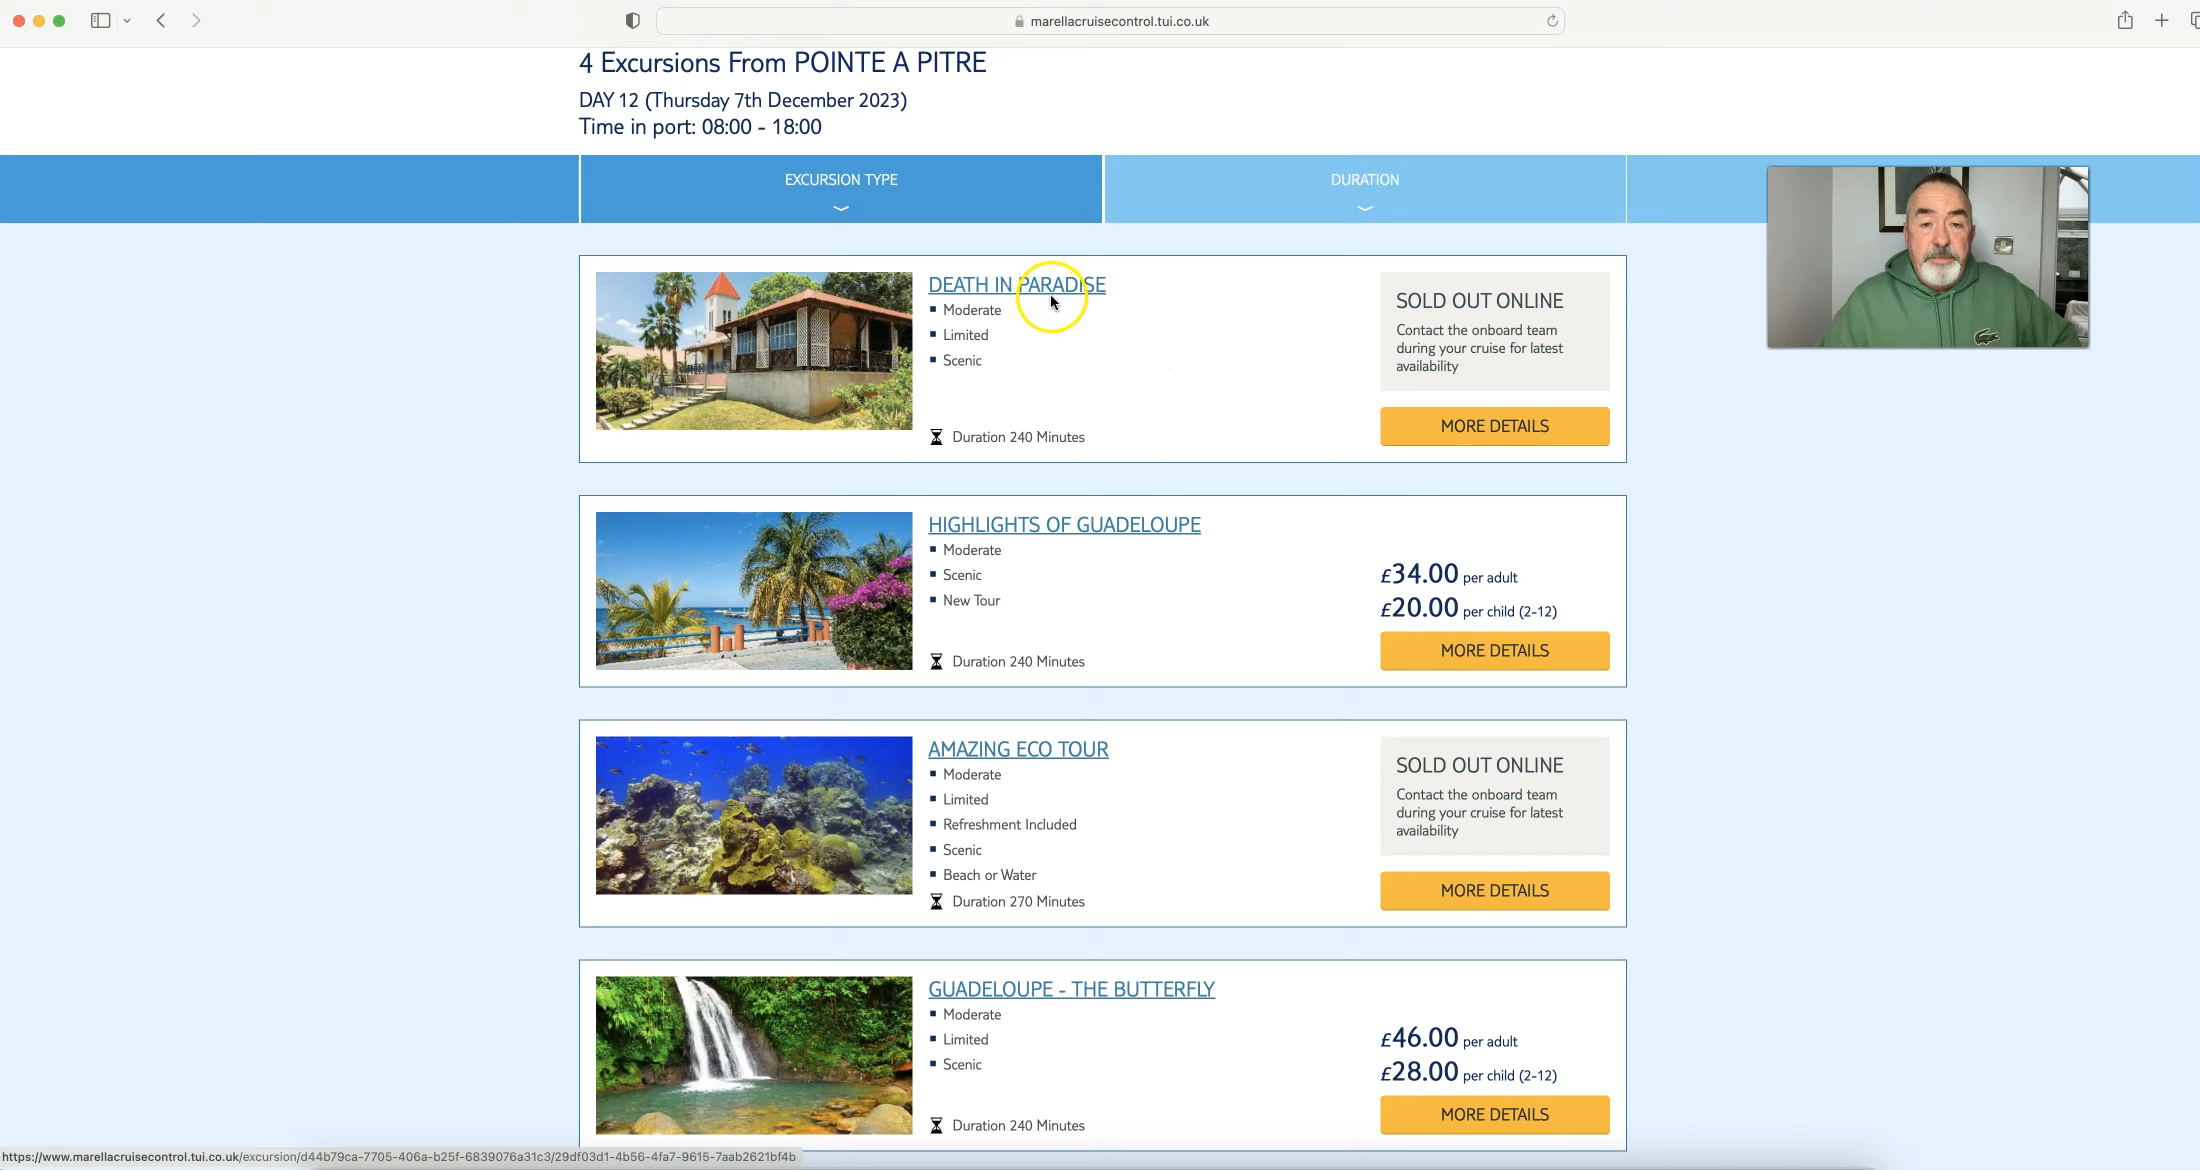 marellacruisecontrol.tui.co.uk
4 Excursions From POINTE A PITRE
DAY 12 (Thursday 7th December 2023)
Time in port: 08:00 - 18:00
EXCURSION TYPE
DURATION
DEATH IN PARADISE
Moderate
Limited
Scenic
Duration 240 Minutes
SOLD OUT ONLINE
Contact the onboard team
during your cruise for latest
availability
MORE DETAILS
HIGHLIGHTS OF GUADELOUPE
Moderate
Scenic
New Tour
Duration 240 Minutes
£34.00 per adult
£20.00 per child (2-12)
MORE DETAILS
AMAZING ECO TOUR
Moderate
Limited
Refreshment Included
Scenic
Beach or Water
Duration 270 Minutes
SOLD OUT ONLINE
Contact the onboard team
during your cruise for latest
availability
MORE DETAILS
GUADELOUPE - THE BUTTERFLY
Moderate
Limited
Scenic
Duration 240 Minutes
£46.00 per adult
£28.00 per child (2-12)
MORE DETAILS
https://www.marellacruisecontrol.tui.co.uk/excursion/d44b79ca-7705-406a-b25f-6839076a31c3/29df03d1-4b56-4fa7-9615-7aab2621bf4b